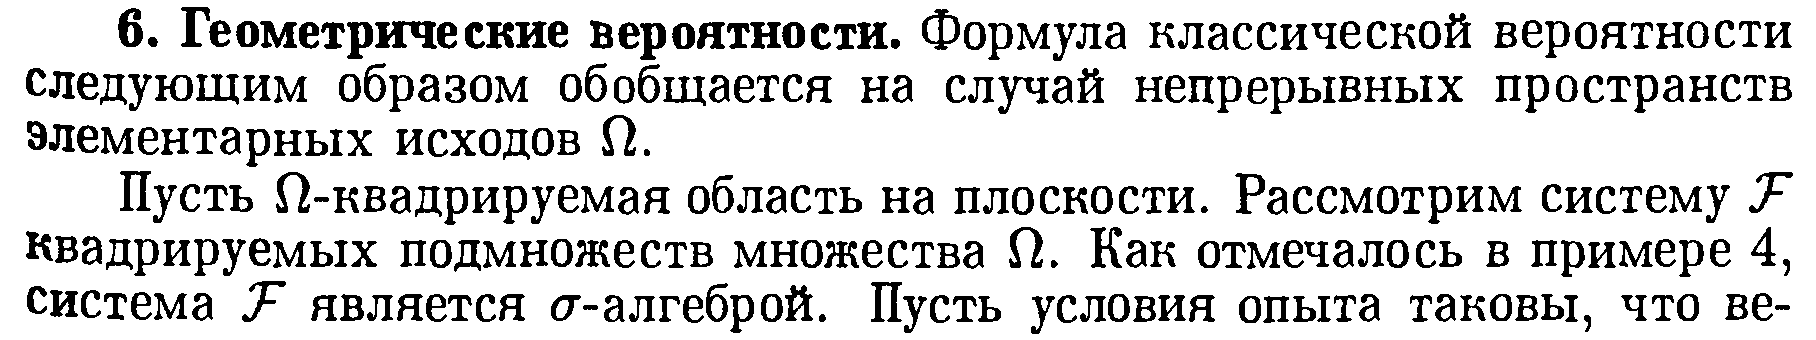 6. Геометрические вероятности. Формула классической вероятности
следующим образом обобщается на случай непрерывных пространств
элементарных исходов Ω.
Пусть Ω-квадрируемая область на плоскости. Рассмотрим систему ℱ
квадрируемых подмножеств множества Ω. Как отмечалось в примере 4,
система ℱ является σ-алгеброй. Пусть условия опыта таковы, что ве-